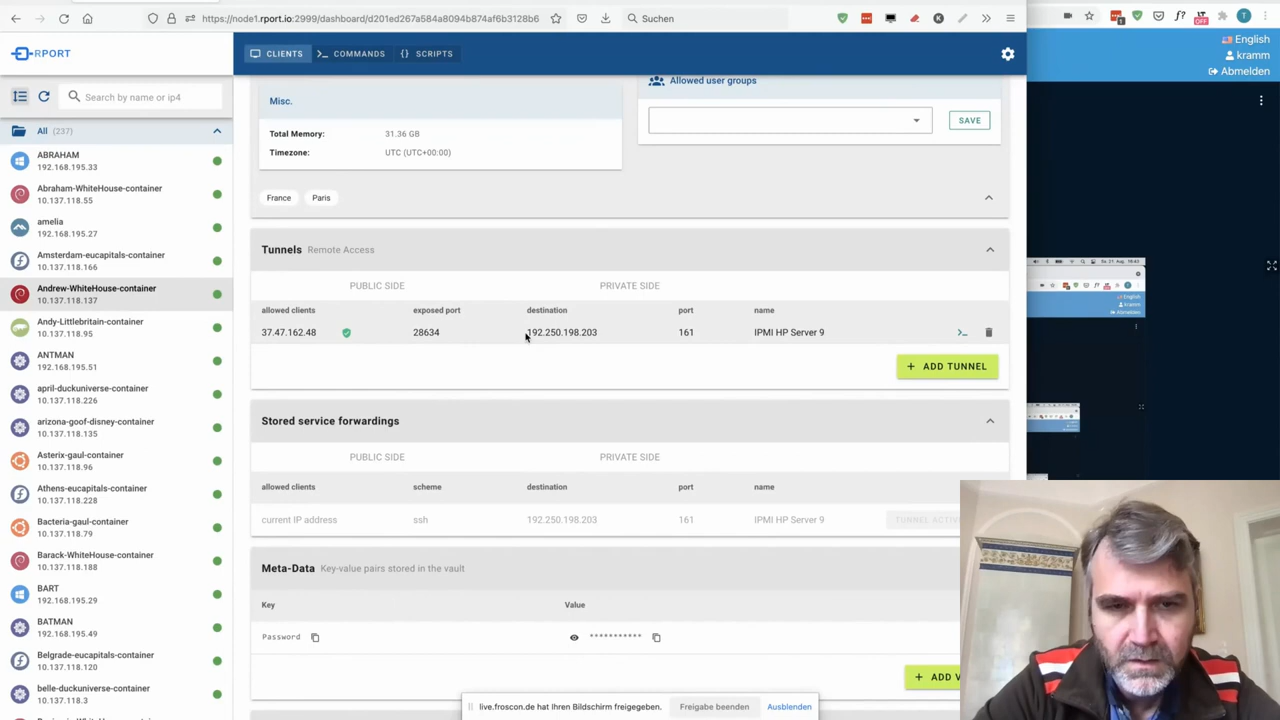 https://node1.rport.io:2999/dashboard/d201ed267a584a8094b874af6b3128b6
Suchen
English
kramm
Abmelden
RPORT
CLIENTS
COMMANDS
SCRIPTS
Search by name or ip4
All (237)
ABRAHAM
192.168.195.33
Abraham-WhiteHouse-container
10.137.118.55
amelia
192.168.195.27
Amsterdam-eucapitals-container
10.137.118.166
Andrew-WhiteHouse-container
10.137.118.137
Andy-Littlebritain-container
10.137.118.95
ANTMAN
192.168.195.51
april-duckuniverse-container
10.137.118.226
arizona-goof-disney-container
10.137.118.135
Asterix-gaul-container
10.137.118.96
Athens-eucapitals-container
10.137.118.228
Bacteria-gaul-container
10.137.118.79
Barack-WhiteHouse-container
10.137.118.188
BART
192.168.195.29
BATMAN
192.168.195.49
Belgrade-eucapitals-container
10.137.118.120
belle-duckuniverse-container
10.137.118.3
Misc.
Total Memory: 31.36 GB
Timezone: UTC (UTC+00:00)
Allowed user groups
SAVE
France Paris
Tunnels Remote Access
PUBLIC SIDE PRIVATE SIDE
allowed clients exposed port destination port name
37.47.162.48 28634 192.250.198.203 161 IPMI HP Server 9
+ ADD TUNNEL
Stored service forwardings
PUBLIC SIDE PRIVATE SIDE
allowed clients scheme destination port name
current IP address ssh 192.250.198.203 161 IPMI HP Server 9
TUNNEL ACTIV
Meta-Data Key-value pairs stored in the vault
Key Value
Password ***********
+ ADD V
live.froscon.de hat Ihren Bildschirm freigegeben. Freigabe beenden Ausblenden